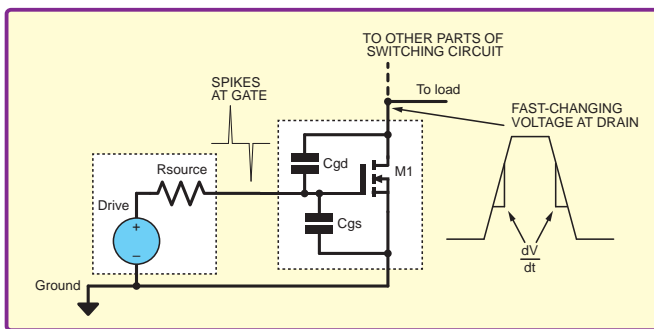 TO OTHER PARTS OF
SWITCHING CIRCUIT
SPIKES
AT GATE
To load
FAST-CHANGING
VOLTAGE AT DRAIN
Cgd
M1
Rsource
Drive
+
–
Cgs
dV
dt
Ground